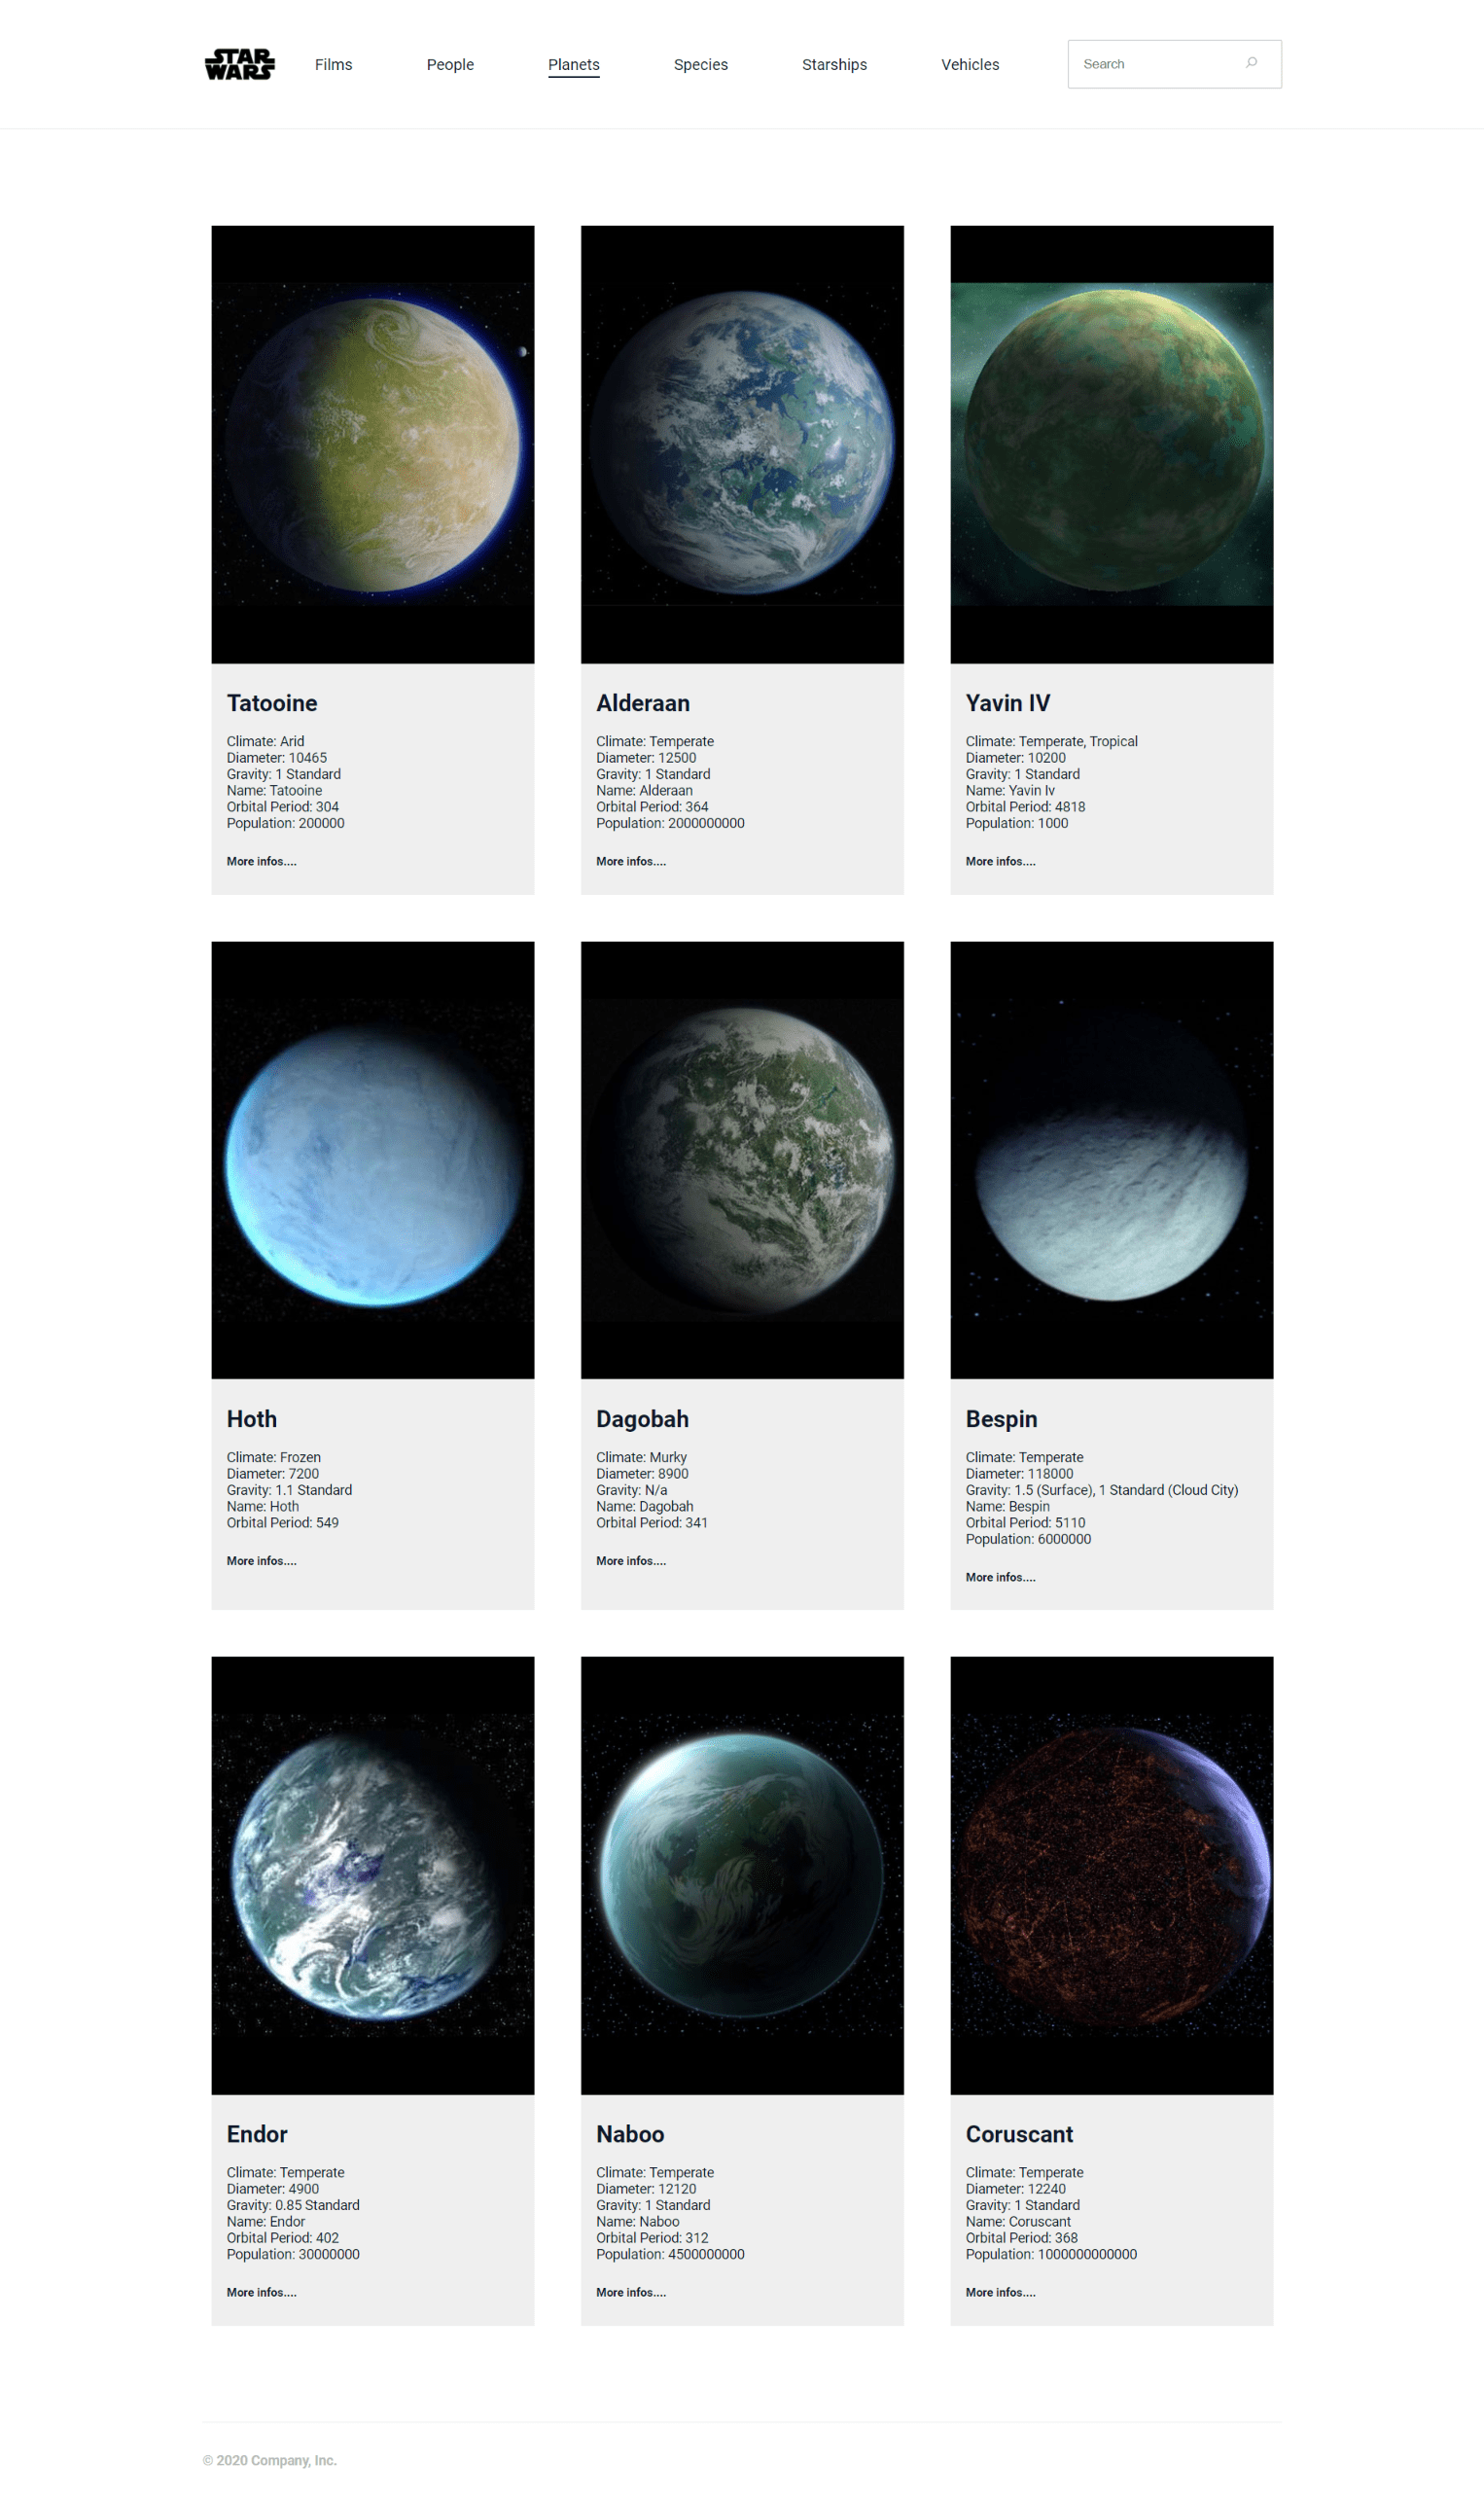 STAR
WARS
Films
People
Planets
Species
Starships
Vehicles
Search
Tatooine
Climate: Arid
Diameter: 10465
Gravity: 1 Standard
Name: Tatooine
Orbital Period: 304
Population: 200000
More infos....
Alderaan
Climate: Temperate
Diameter: 12500
Gravity: 1 Standard
Name: Alderaan
Orbital Period: 364
Population: 2000000000
More infos....
Yavin IV
Climate: Temperate, Tropical
Diameter: 10200
Gravity: 1 Standard
Name: Yavin Iv
Orbital Period: 4818
Population: 1000
More infos....
Hoth
Climate: Frozen
Diameter: 7200
Gravity: 1.1 Standard
Name: Hoth
Orbital Period: 549
More infos....
Dagobah
Climate: Murky
Diameter: 8900
Gravity: N/a
Name: Dagobah
Orbital Period: 341
More infos....
Bespin
Climate: Temperate
Diameter: 118000
Gravity: 1.5 (Surface), 1 Standard (Cloud City)
Name: Bespin
Orbital Period: 5110
Population: 6000000
More infos....
Endor
Climate: Temperate
Diameter: 4900
Gravity: 0.85 Standard
Name: Endor
Orbital Period: 402
Population: 30000000
More infos....
Naboo
Climate: Temperate
Diameter: 12120
Gravity: 1 Standard
Name: Naboo
Orbital Period: 312
Population: 4500000000
More infos....
Coruscant
Climate: Temperate
Diameter: 12240
Gravity: 1 Standard
Name: Coruscant
Orbital Period: 368
Population: 1000000000000
More infos....
© 2020 Company, Inc.